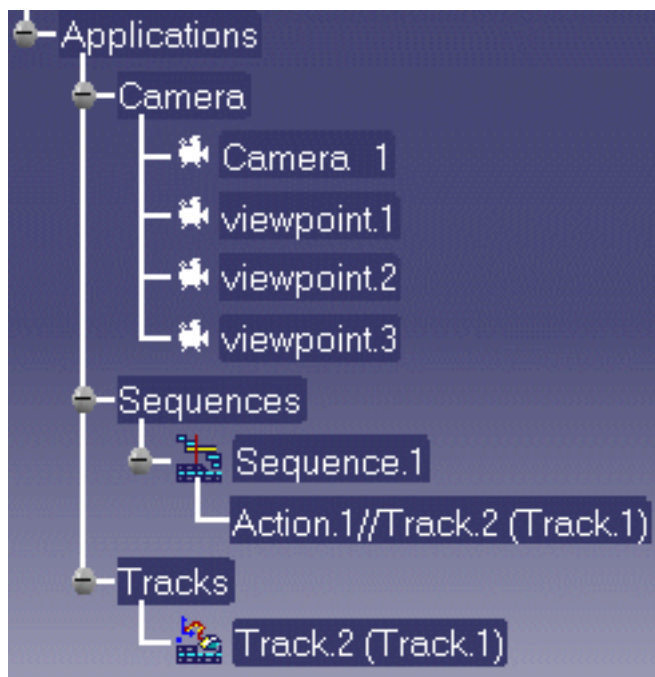 Applications
Camera
Camera 1
viewpoint.1
viewpoint.2
viewpoint.3
Sequences
Sequence.1
Action.1//Track.2 (Track.1)
Tracks
Track.2 (Track.1)